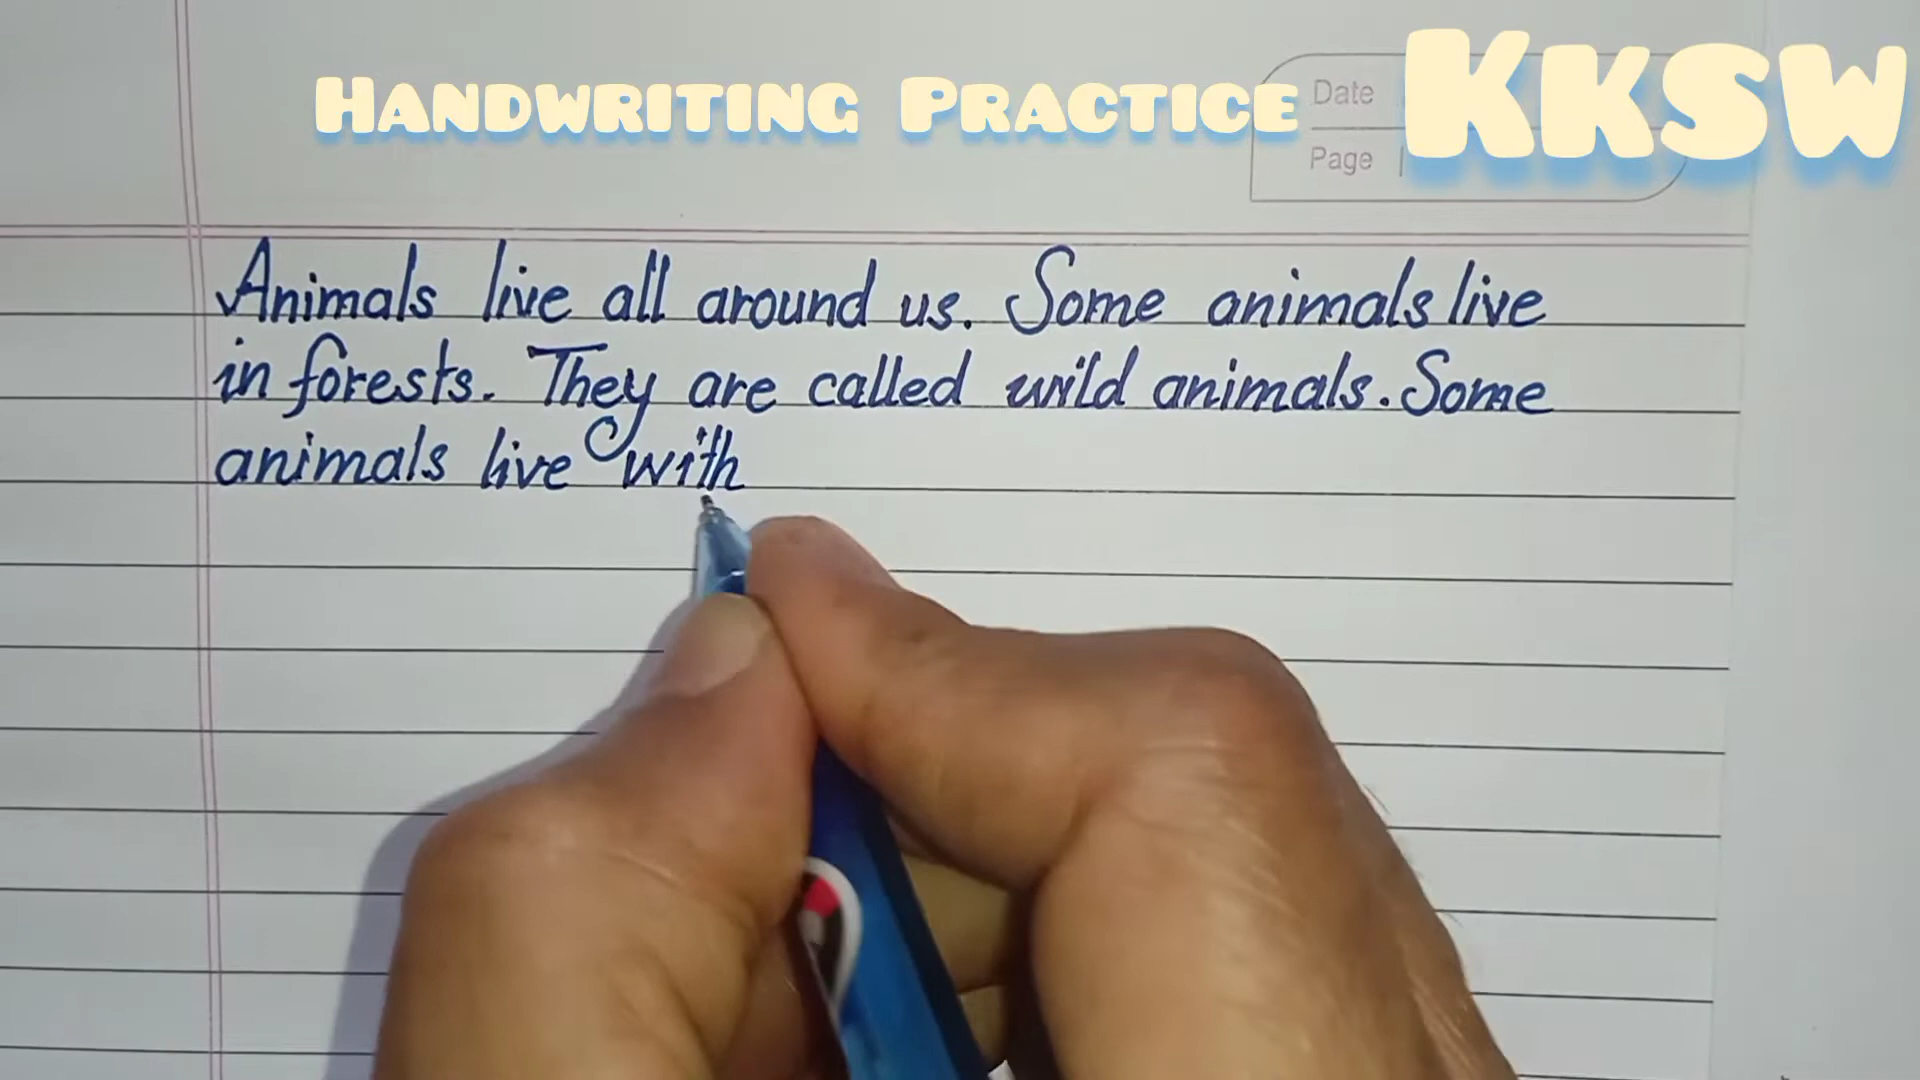 Handwriting Practice KKSW
Date
Page
Animals live all around us. Some animals live
in forests. They are called wild animals. Some
animals live with